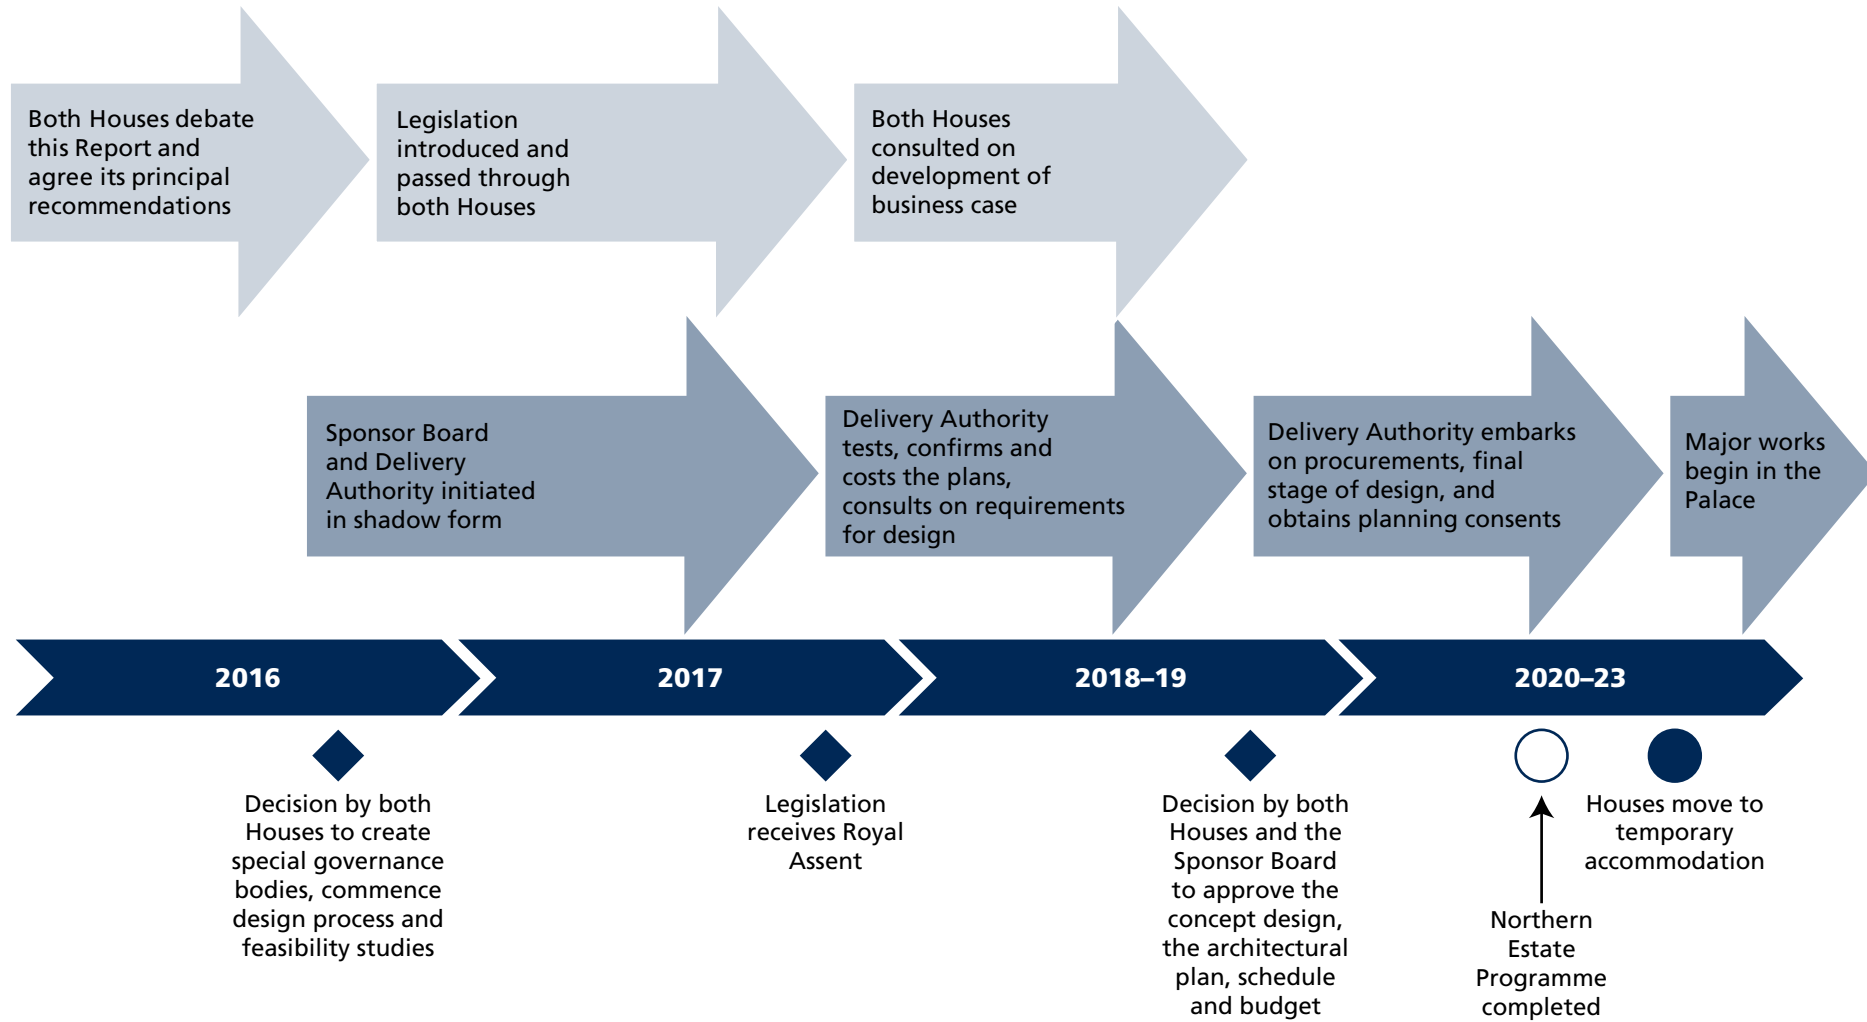 Both Houses debate
this Report and
agree its principal
recommendations
Legislation
introduced and
passed through
both Houses
Both Houses
consulted on
development of
business case
Sponsor Board
and Delivery
Authority initiated
in shadow form
Delivery Authority
tests, confirms and
costs the plans,
consults on requirements
for design
Delivery Authority embarks
on procurements, final
stage of design, and
obtains planning consents
Major works
begin in the
Palace
2016
2017
2018–19
2020–23
Decision by both
Houses to create
special governance
bodies, commence
design process and
feasibility studies
Legislation
receives Royal
Assent
Decision by both
Houses and the
Sponsor Board
to approve the
concept design,
the architectural
plan, schedule
and budget
Northern
Estate
Programme
completed
Houses move to
temporary
accommodation